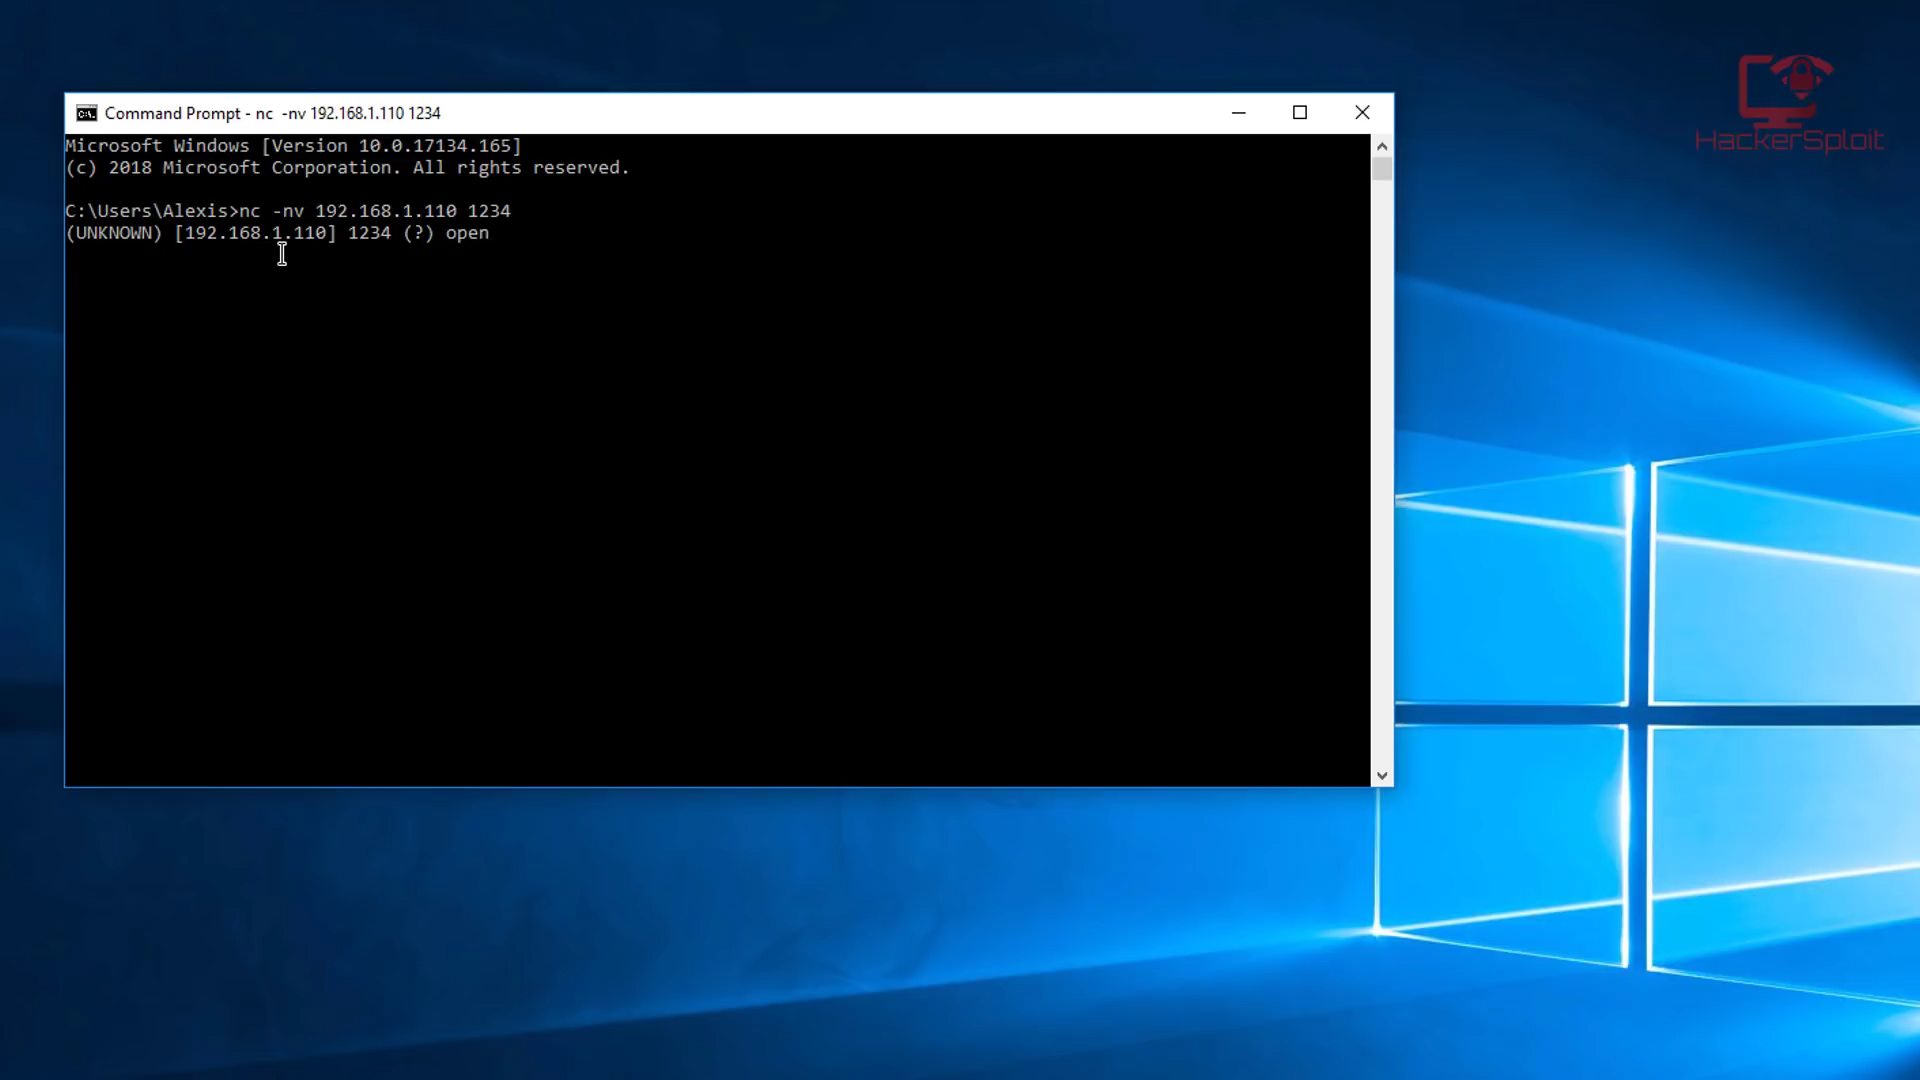 HackerSploit
Command Prompt - nc  -nv 192.168.1.110 1234
Microsoft Windows [Version 10.0.17134.165]
(c) 2018 Microsoft Corporation. All rights reserved.
C:\Users\Alexis>nc -nv 192.168.1.110 1234
(UNKNOWN) [192.168.1.110] 1234 (?) open